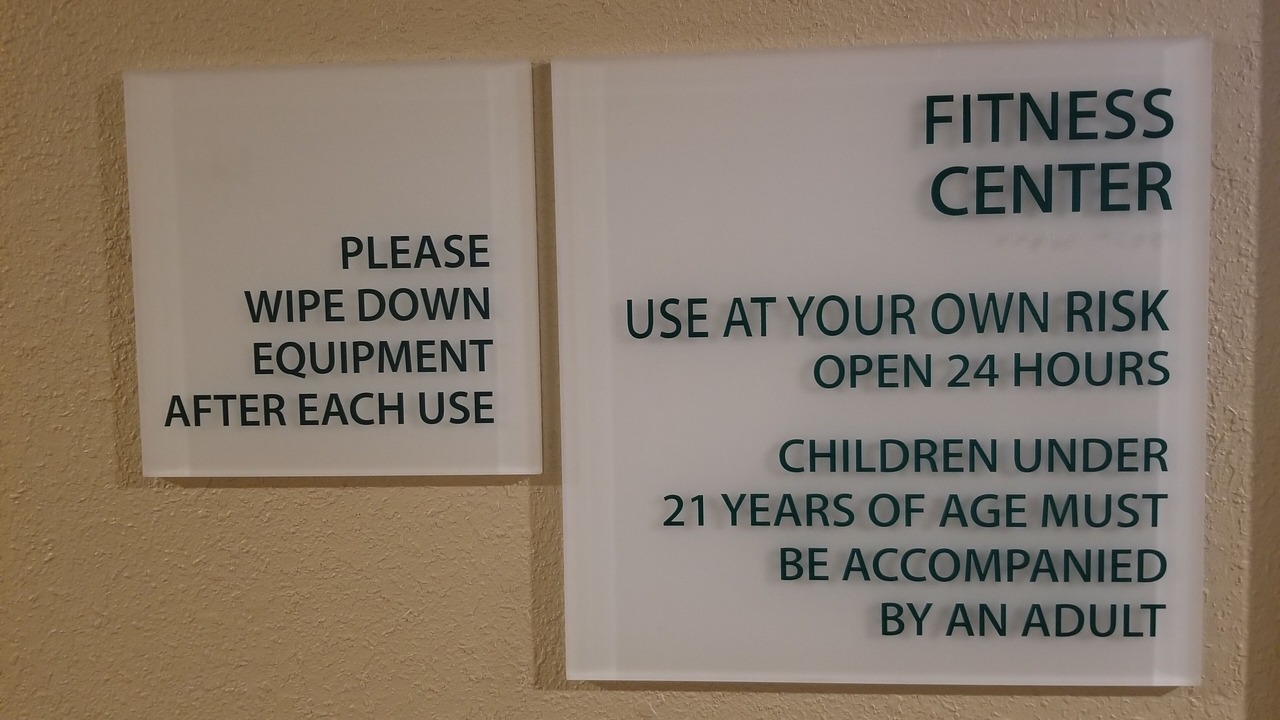 PLEASE
WIPE DOWN
EQUIPMENT
AFTER EACH USE
FITNESS
CENTER
USE AT YOUR OWN RISK
OPEN 24 HOURS
CHILDREN UNDER
21 YEARS OF AGE MUST
BE ACCOMPANIED
BY AN ADULT